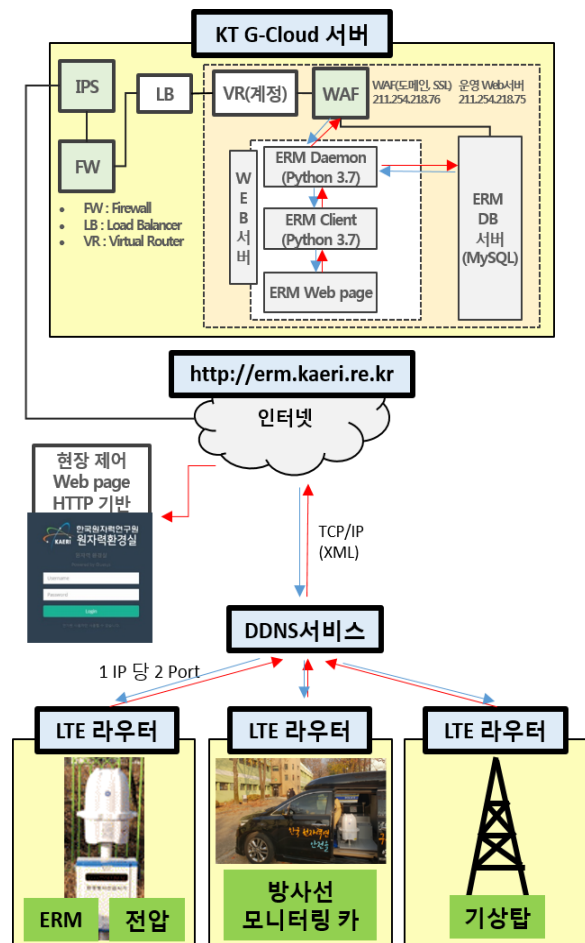 KT G-Cloud 서버
IPS
LB
VR(계정)
WAF
WAF(도메인, SSL)
211.254.218.76
운영 Web서버
211.254.218.75
FW
• FW : Firewall
• LB : Load Balancer
• VR : Virtual Router
WEB서버
ERM Daemon
(Python 3.7)
ERM Client
(Python 3.7)
ERM Web page
ERM
DB
서버
(MySQL)
http://erm.kaeri.re.kr
인터넷
현장 제어
Web page
HTTP 기반
KAERI
한국원자력연구원
원자력환경실
Username
Password
Login
TCP/IP
(XML)
DDNS서비스
1 IP 당 2 Port
LTE 라우터
LTE 라우터
LTE 라우터
ERM
전압
방사선
모니터링 카
기상탑